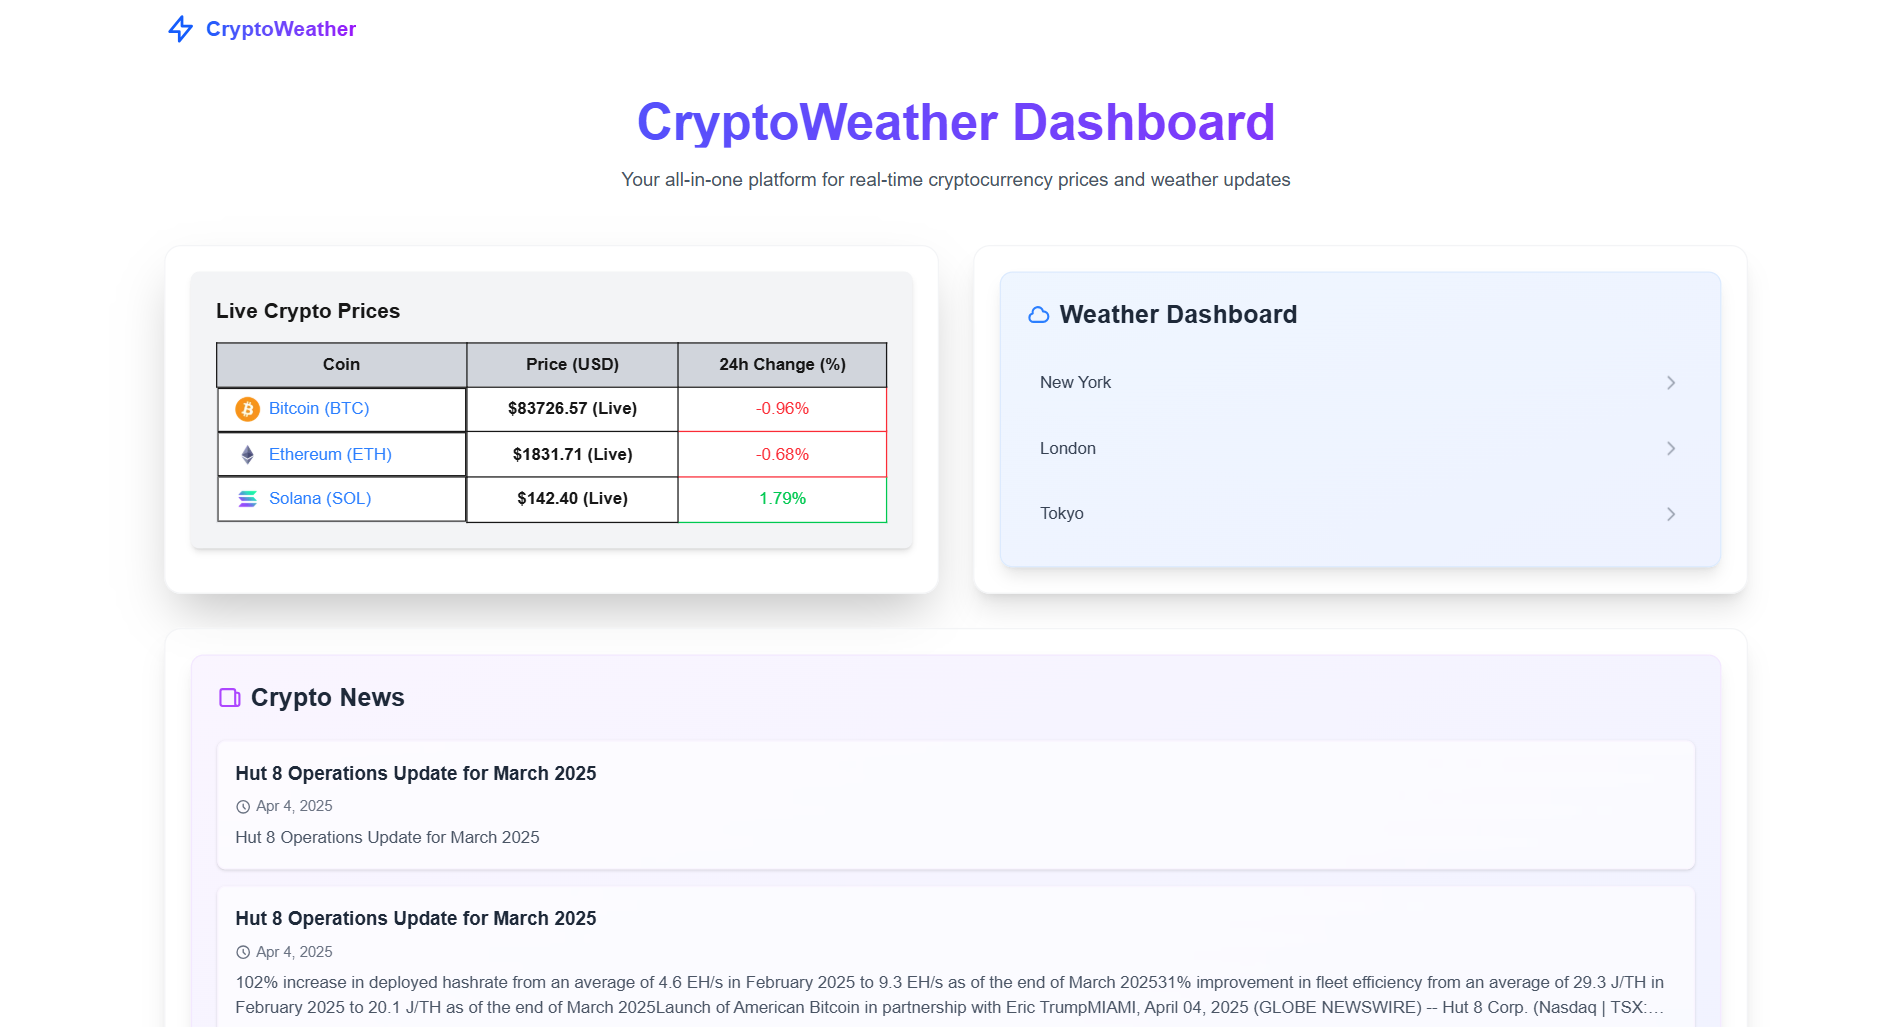 CryptoWeather
CryptoWeather Dashboard
Your all-in-one platform for real-time cryptocurrency prices and weather updates
Live Crypto Prices
Coin Price (USD) 24h Change (%)
Bitcoin (BTC) $83726.57 (Live) -0.96%
Ethereum (ETH) $1831.71 (Live) -0.68%
Solana (SOL) $142.40 (Live) 1.79%
Weather Dashboard
New York
London
Tokyo
Crypto News
Hut 8 Operations Update for March 2025
Apr 4, 2025
Hut 8 Operations Update for March 2025
Hut 8 Operations Update for March 2025
Apr 4, 2025
102% increase in deployed hashrate from an average of 4.6 EH/s in February 2025 to 9.3 EH/s as of the end of March 202531% improvement in fleet efficiency from an average of 29.3 J/TH in
February 2025 to 20.1 J/TH as of the end of March 2025Launch of American Bitcoin in partnership with Eric TrumpMIAMI, April 04, 2025 (GLOBE NEWSWIRE) -- Hut 8 Corp. (Nasdaq | TSX:…